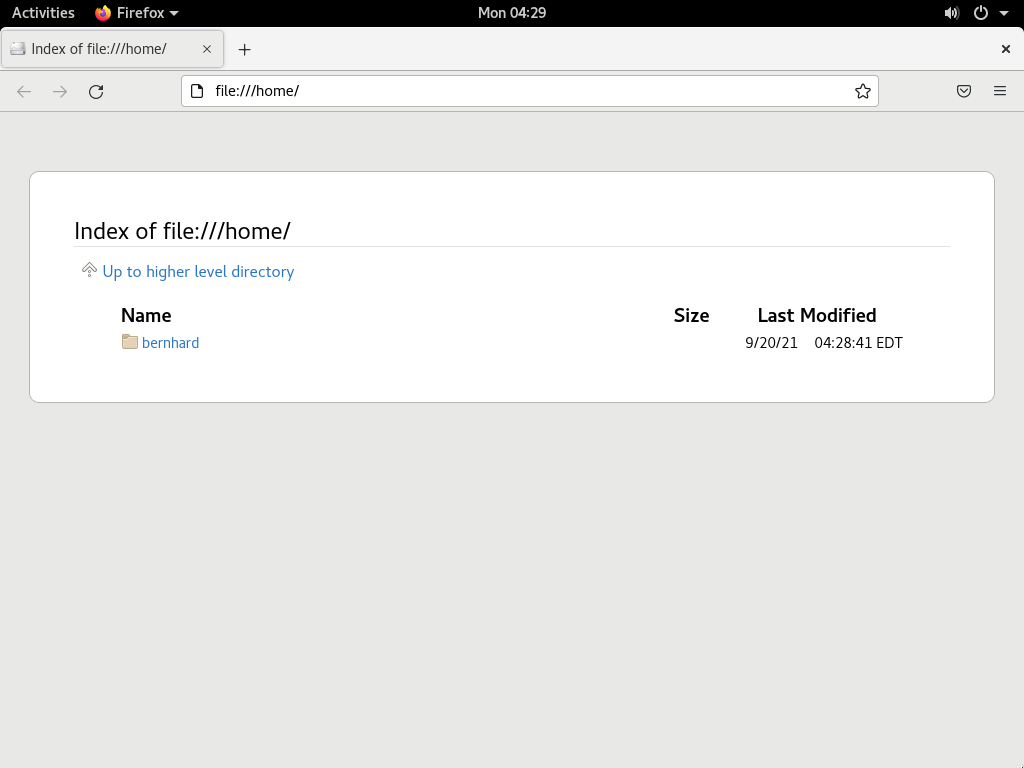 Activities Firefox Mon 04:29
Index of file:///home/
file:///home/
Index of file:///home/
Up to higher level directory
Name Size Last Modified
bernhard 9/20/21 04:28:41 EDT